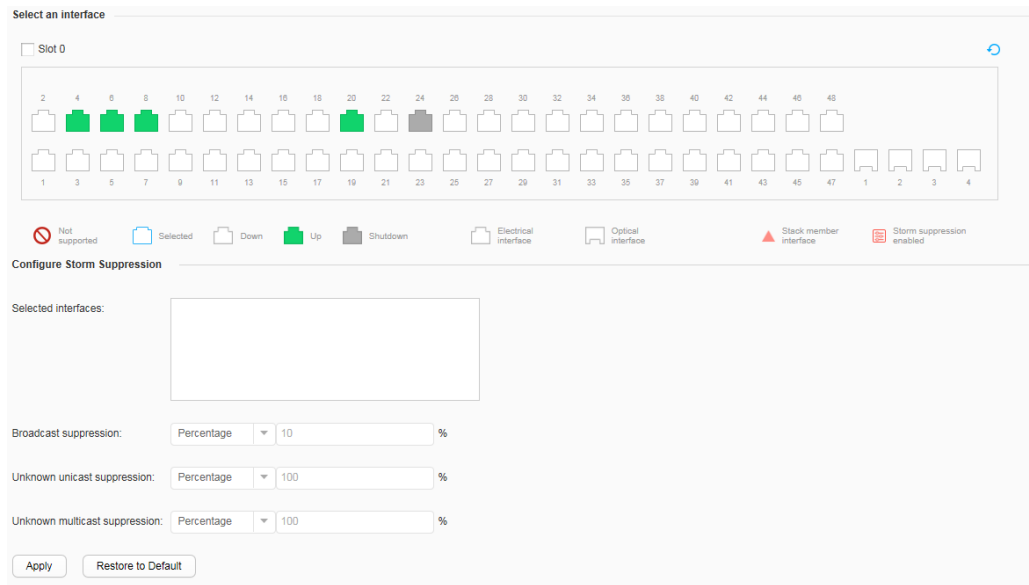 Select an interface
Slot 0
2 4 6 8 10 12 14 16 18 20 22 24 26 28 30 32 34 36 38 40 42 44 46 48
1 3 5 7 9 11 13 15 17 19 21 23 25 27 29 31 33 35 37 39 41 43 45 47 1 2 3 4
Not supported
Selected
Down
Up
Shutdown
Electrical interface
Optical interface
Stack member interface
Storm suppression enabled
Configure Storm Suppression
Selected interfaces:
Broadcast suppression: Percentage 10 %
Unknown unicast suppression: Percentage 100 %
Unknown multicast suppression: Percentage 100 %
Apply Restore to Default